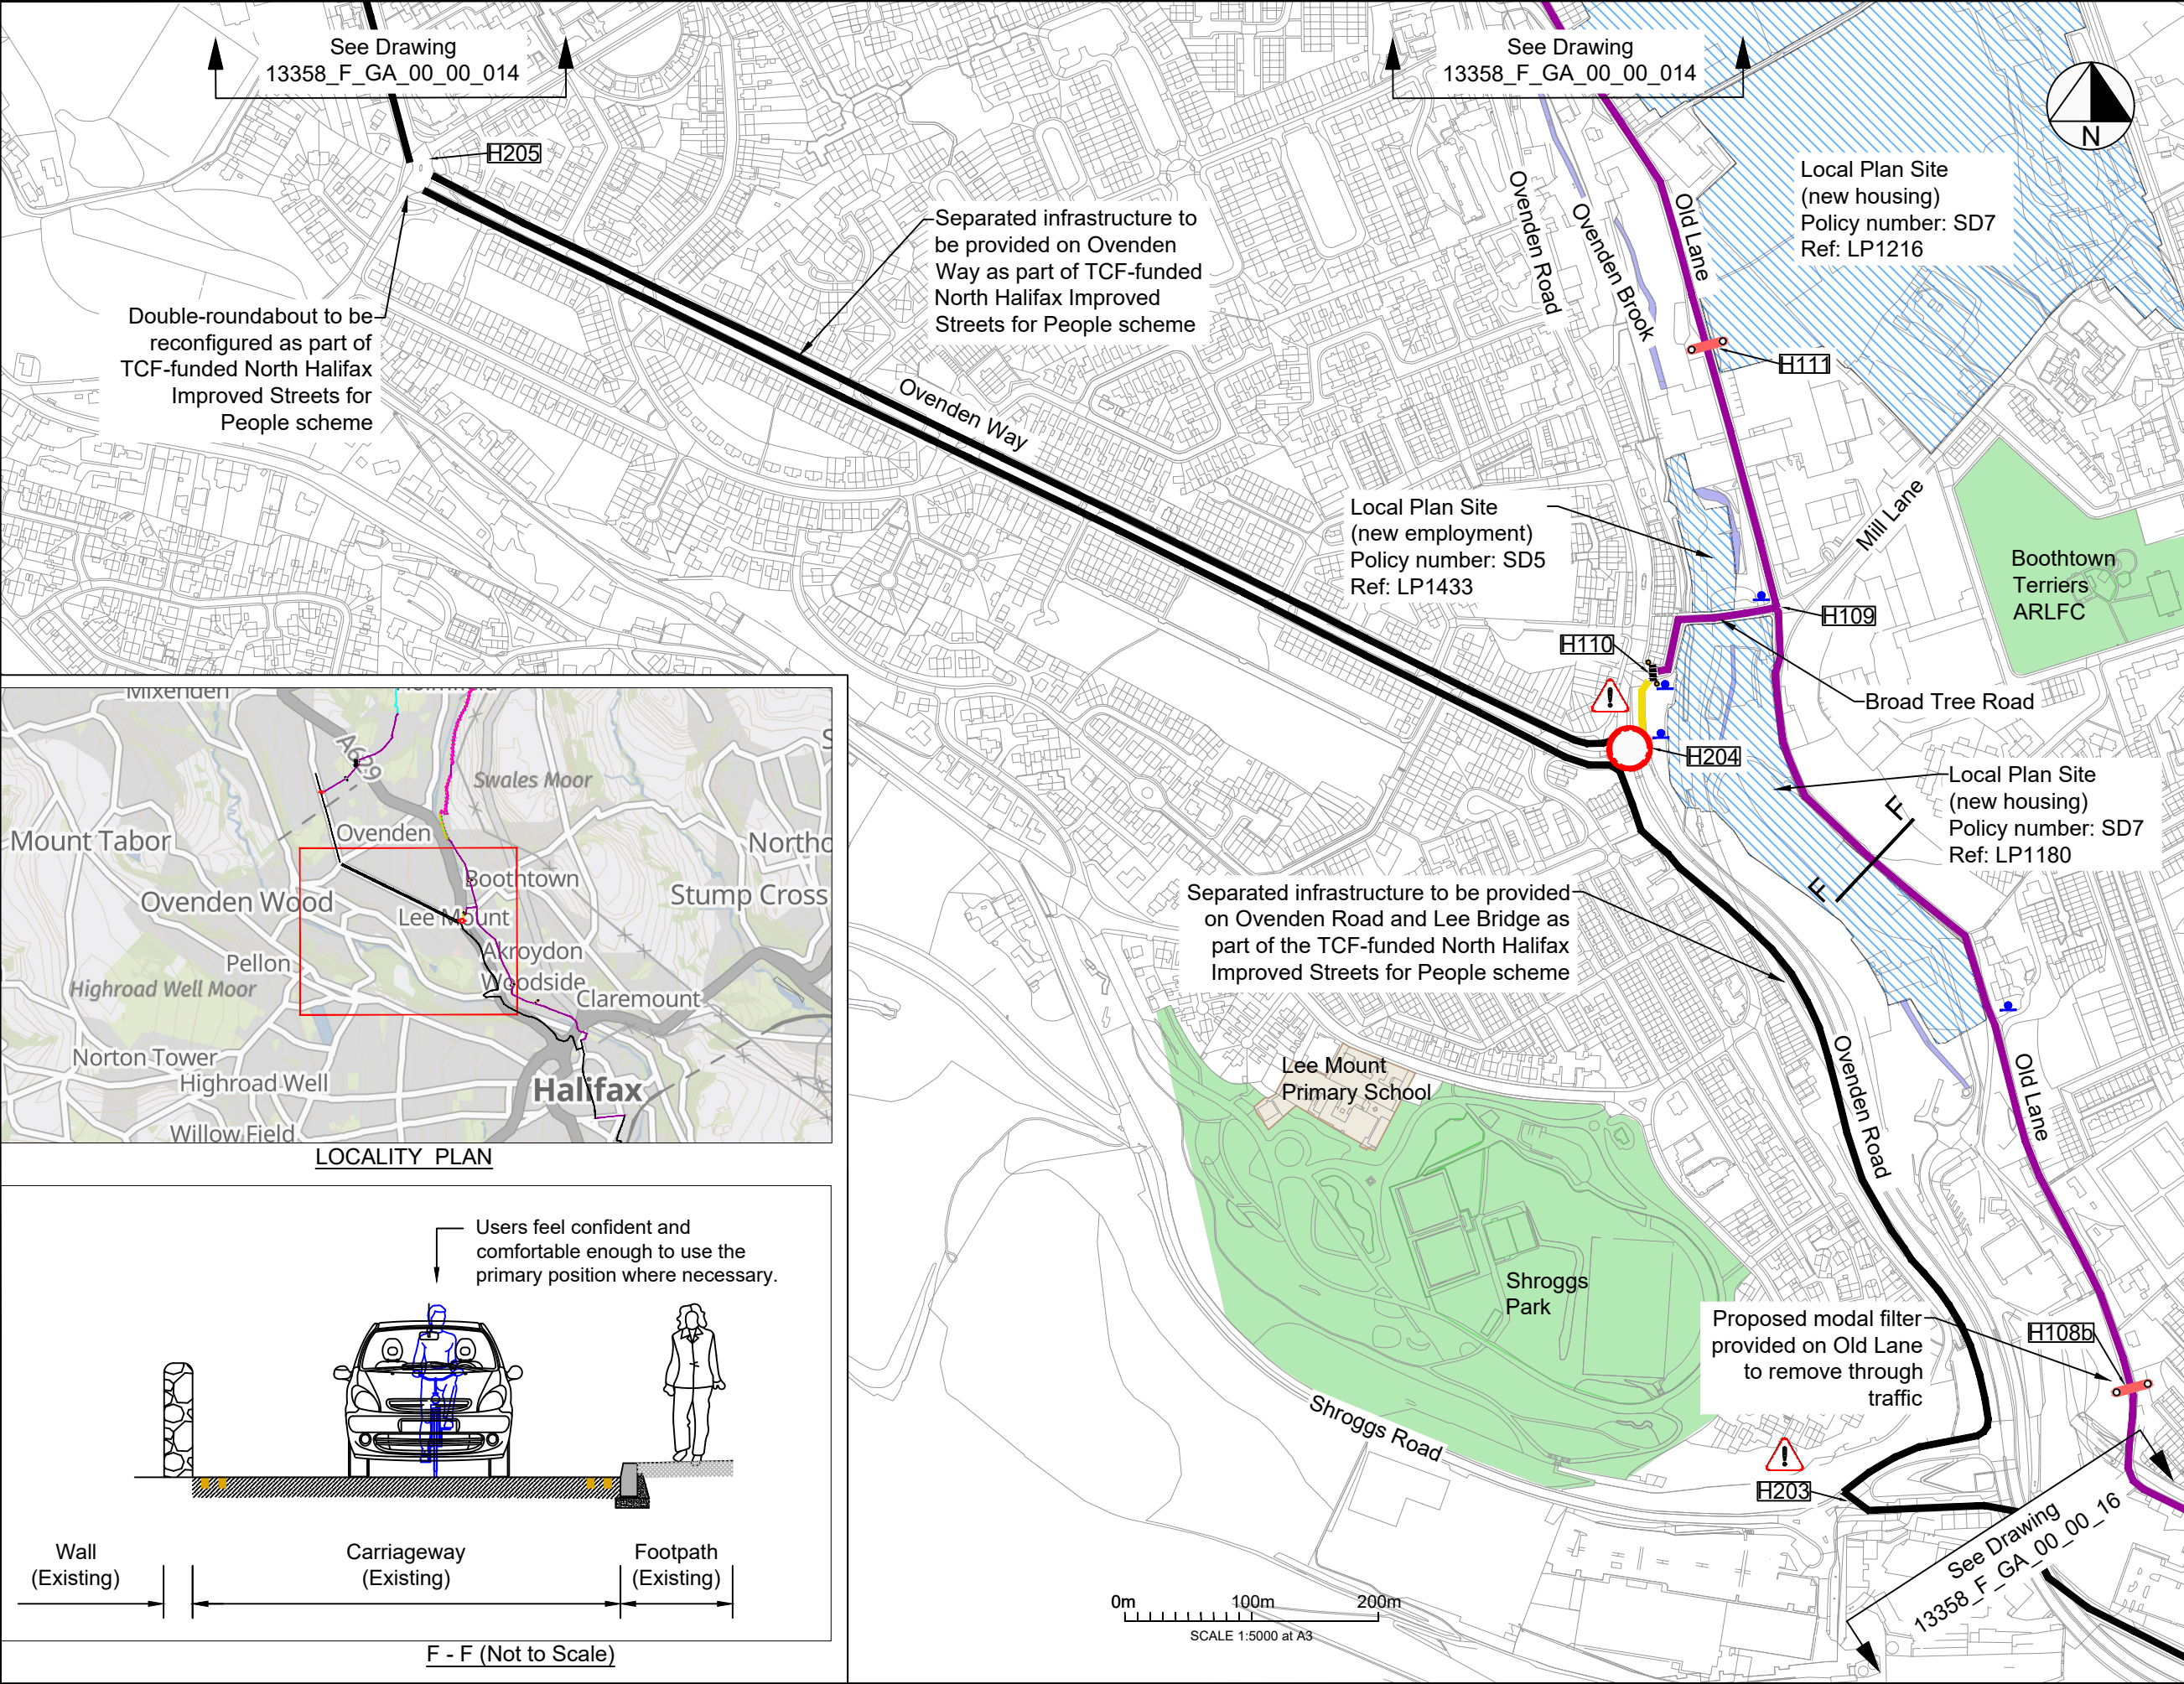 See Drawing
13358_F_GA_00_00_014
See Drawing
13358_F_GA_00_00_014
N
H205
Double-roundabout to be
reconfigured as part of
TCF-funded North Halifax
Improved Streets for
People scheme
Separated infrastructure to
be provided on Ovenden
Way as part of TCF-funded
North Halifax Improved
Streets for People scheme
Ovenden Way
Ovenden Road
Ovenden Brook
Old Lane
Local Plan Site
(new housing)
Policy number: SD7
Ref: LP1216
H111
Mill Lane
Local Plan Site
(new employment)
Policy number: SD5
Ref: LP1433
Boothtown
Terriers
ARLFC
H109
H110
Broad Tree Road
H204
Local Plan Site
(new housing)
Policy number: SD7
Ref: LP1180
F
F
Separated infrastructure to be provided
on Ovenden Road and Lee Bridge as
part of the TCF-funded North Halifax
Improved Streets for People scheme
Ovenden Road
Old Lane
Lee Mount
Primary School
Shroggs
Park
Shroggs Road
Proposed modal filter
provided on Old Lane
to remove through
traffic
H108b
H203
See Drawing
13358_F_GA_00_00_16
0m 100m 200m
SCALE 1:5000 at A3
Mixenden
A609
Swales Moor
Mount Tabor
Ovenden
Boothtown
Ovenden Wood
Stump Cross
Lee Mount
Akroydon
Pellon
Woodside
Highroad Well Moor
Claremount
Norton Tower
Highroad Well
Halifax
Willow Field
LOCALITY PLAN
Users feel confident and
comfortable enough to use the
primary position where necessary.
Wall
(Existing)
Carriageway
(Existing)
Footpath
(Existing)
F - F (Not to Scale)